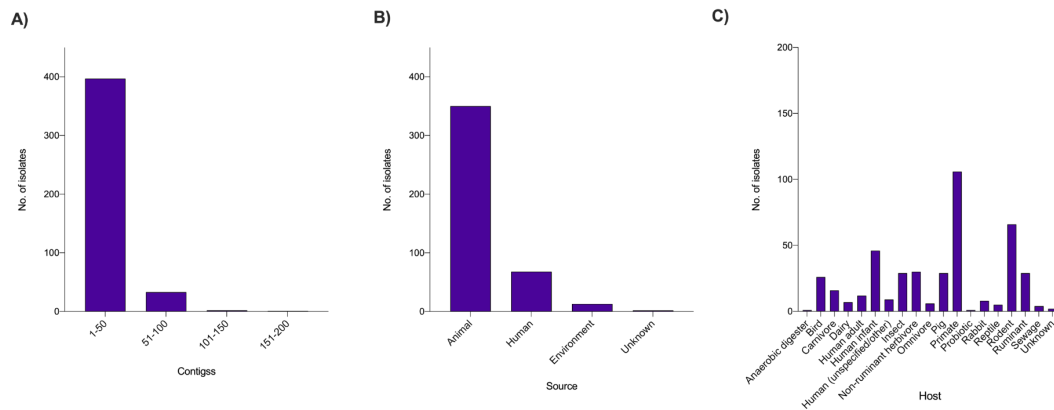 A)
No. of isolates
400
300
200
100
0
1-50
51-100
101-150
151-200
Contigss
B)
No. of isolates
400
300
200
100
0
Animal
Human
Environment
Unknown
Source
C)
No. of isolates
200
150
100
50
0
Anaerobic digester
Bird
Carnivore
Dairy
Human adult
Human infant
Human (unspecified/other)
Insect
Non-ruminant herbivore
Omnivore
Pig
Primate
Probiotic
Rabbit
Reptile
Rodent
Ruminant
Sewage
Unknown
Host